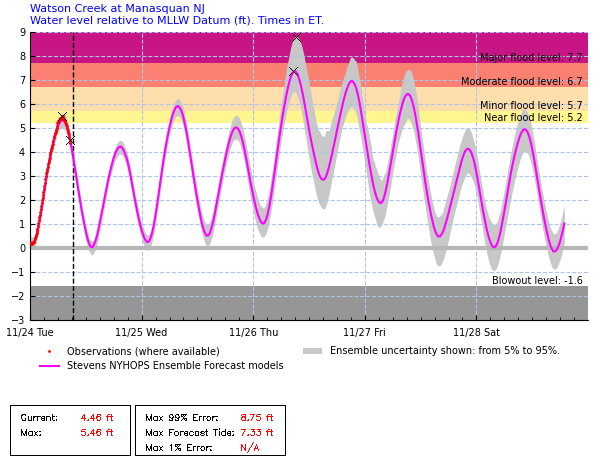 Watson Creek at Manasquan NJ
Water level relative to MLLW Datum (ft). Times in ET.
9
8
7
6
5
4
3
2
1
0
−1
−2
−3
Major flood level: 7.7
Moderate flood level: 6.7
Minor flood level: 5.7
Near flood level: 5.2
Blowout level: -1.6
11/24 Tue
11/25 Wed
11/26 Thu
11/27 Fri
11/28 Sat
Observations (where available)
Stevens NYHOPS Ensemble Forecast models
Ensemble uncertainty shown: from 5% to 95%.
Current: 4.46 ft
Max: 5.46 ft
Max 99% Error: 8.75 ft
Max Forecast Tide: 7.33 ft
Max 1% Error: N/A